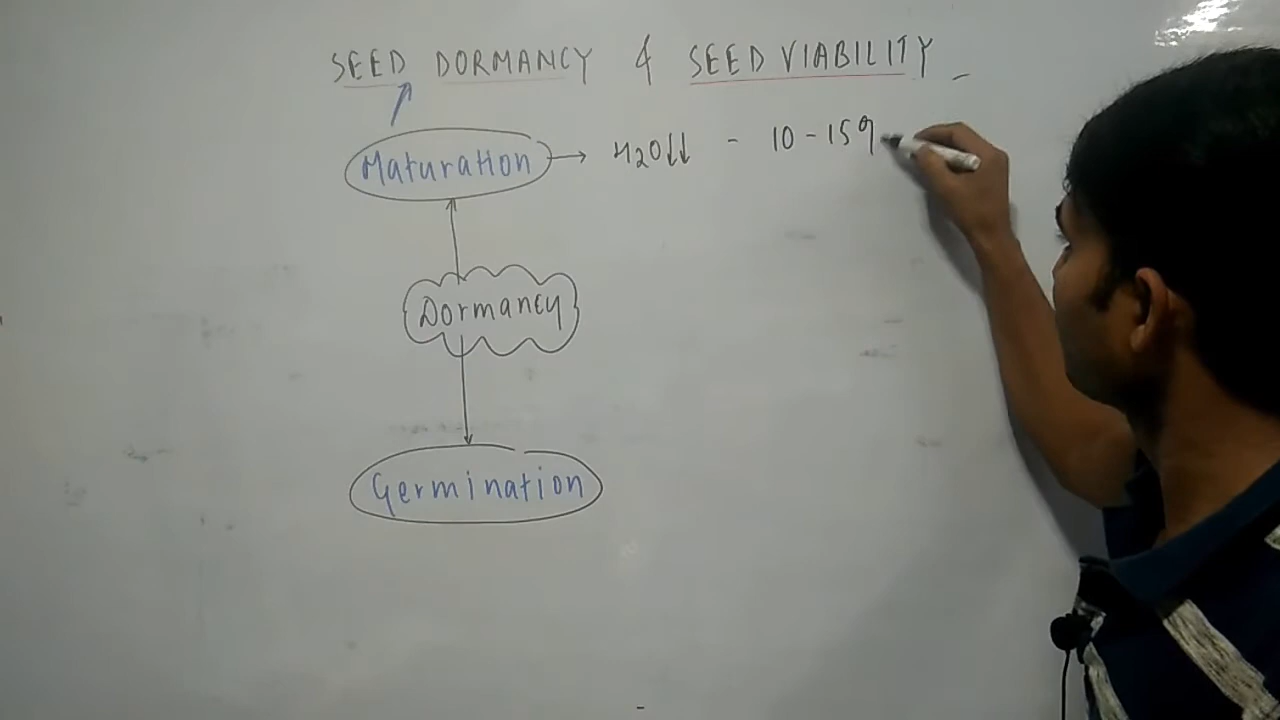 SEED DORMANCY & SEED VIABILITY
Maturation → H2O↓↓ - 10-15%
Dormancy
Germination